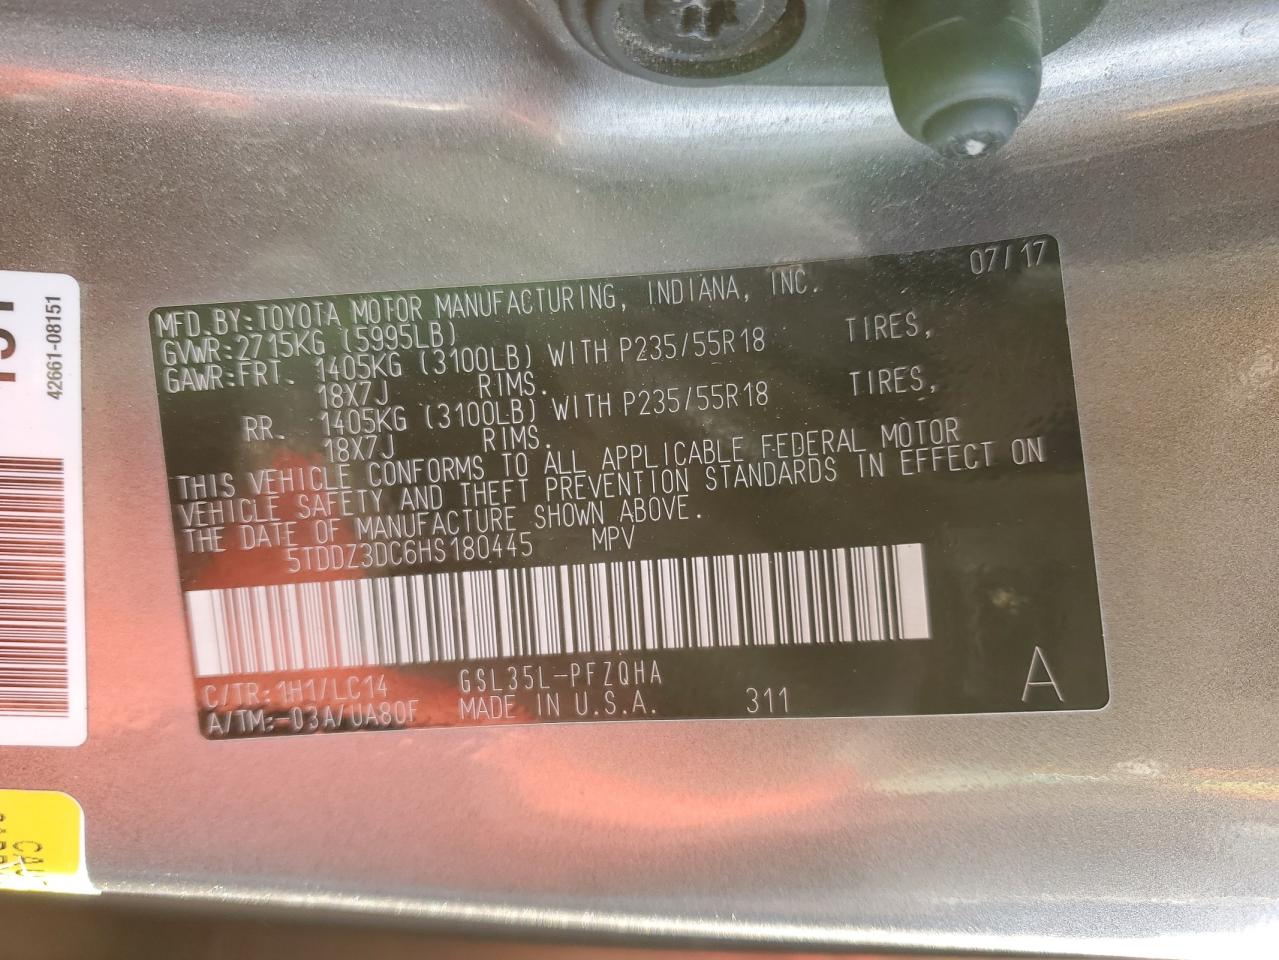 07/17
MFD.BY:TOYOTA MOTOR MANUFACTURING, INDIANA, INC.
GVWR:2715KG (5995LB)
GAWR:FRT. 1405KG (3100LB) WITH P235/55R18 TIRES,
18X7J RIMS.
RR. 1405KG (3100LB) WITH P235/55R18 TIRES,
18X7J RIMS.
THIS VEHICLE CONFORMS TO ALL APPLICABLE FEDERAL MOTOR
VEHICLE SAFETY AND THEFT PREVENTION STANDARDS IN EFFECT ON
THE DATE OF MANUFACTURE SHOWN ABOVE.
5TDDZ3DC6HS180445 MPV
C/TR:1H1/LC14 GSL35L-PFZQHA
A/TM:-03A/UA80F MADE IN U.S.A. 311
A
42661-08151